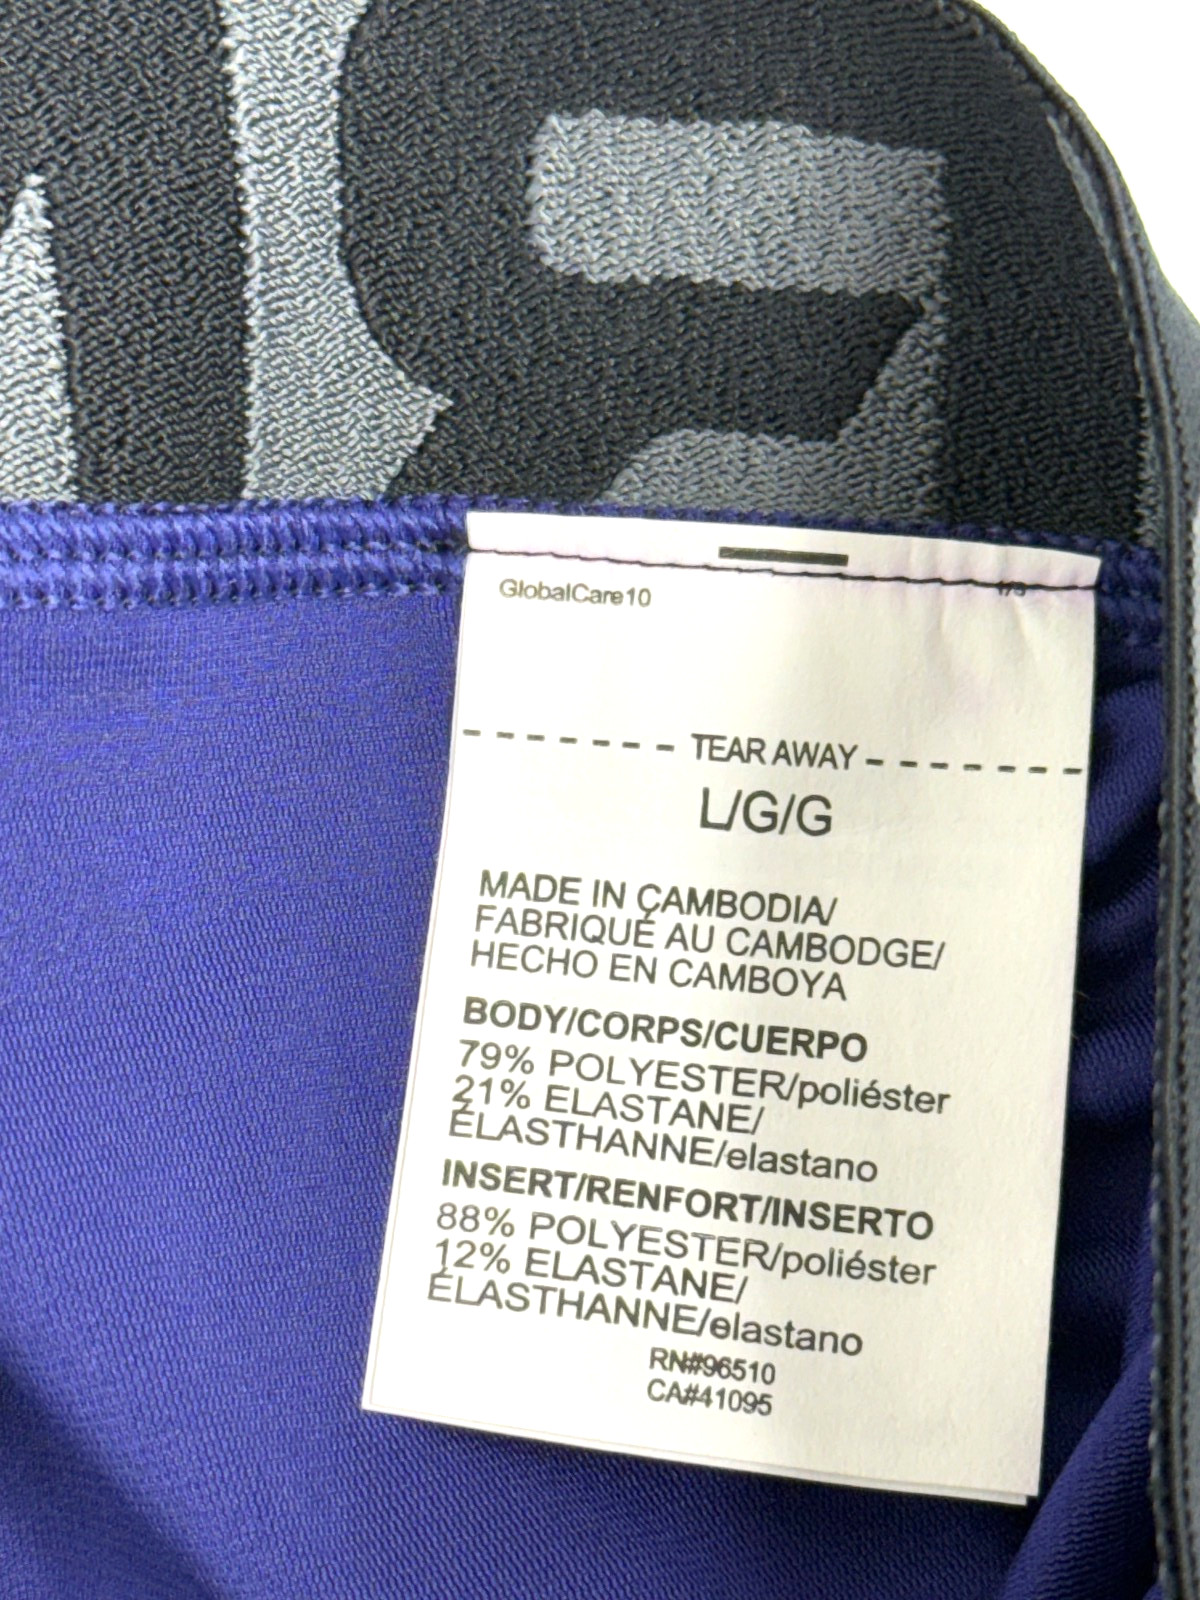 GlobalCare10
TEAR AWAY
L/G/G
MADE IN CAMBODIA/
FABRIQUÉ AU CAMBODGE/
HECHO EN CAMBOYA
BODY/CORPS/CUERPO
79% POLYESTER/poliéster
21% ELASTANE/
ÉLASTHANNE/elastano
INSERT/RENFORT/INSERTO
88% POLYESTER/poliéster
12% ELASTANE/
ÉLASTHANNE/elastano
RN#96510
CA#41095